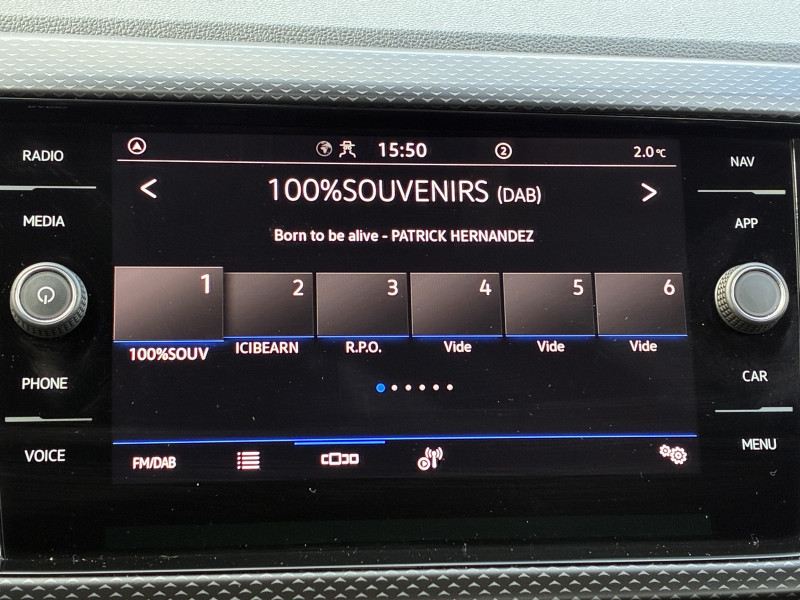 RADIO
MEDIA
PHONE
VOICE
15:50
2
2.0°C
< 100%SOUVENIRS (DAB) >
Born to be alive - PATRICK HERNANDEZ
1 2 3 4 5 6
100%SOUV ICIBEARN R.P.O. Vide Vide Vide
FM/DAB
NAV
APP
CAR
MENU